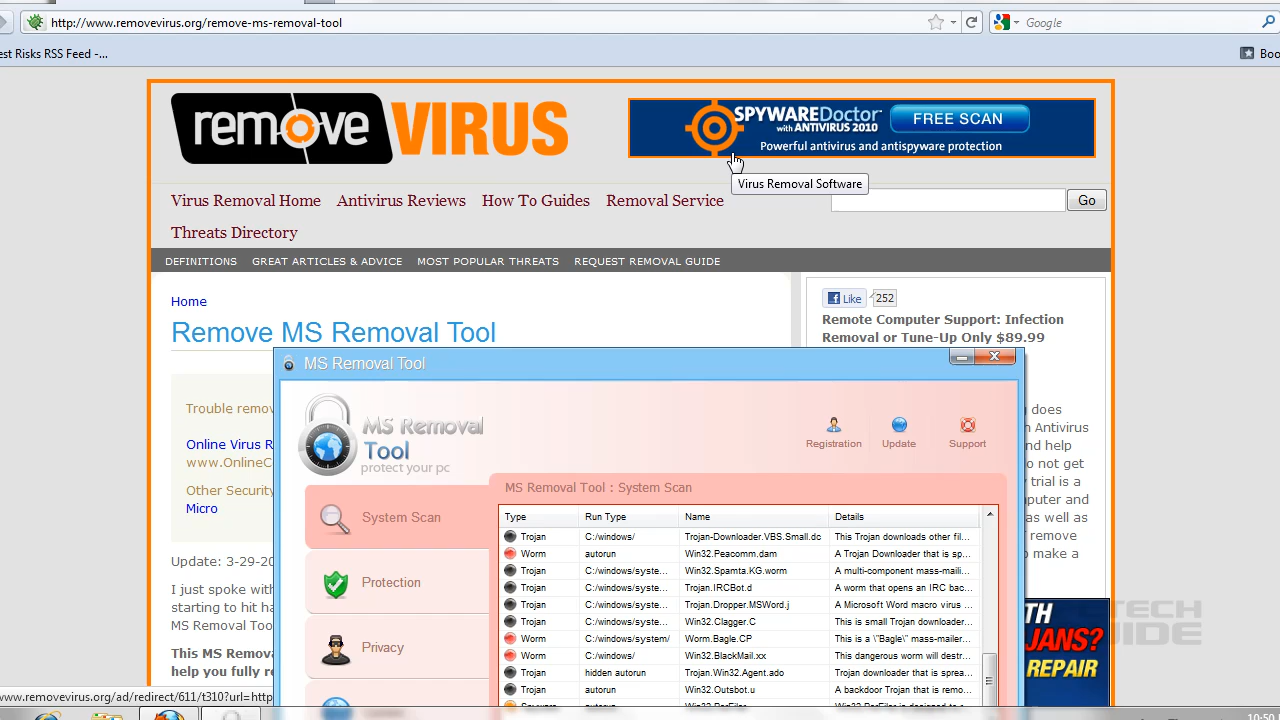 http://www.removevirus.org/remove-ms-removal-tool
Google
est Risks RSS Feed -...
Boo
remove VIRUS
SPYWARE Doctor
with ANTIVIRUS 2010
FREE SCAN
Powerful antivirus and antispyware protection
Virus Removal Software
Virus Removal Home Antivirus Reviews How To Guides Removal Service
Go
Threats Directory
DEFINITIONS GREAT ARTICLES & ADVICE MOST POPULAR THREATS REQUEST REMOVAL GUIDE
Home
Like 252
Remote Computer Support: Infection
Removal or Tune-Up Only $89.99
Remove MS Removal Tool
MS Removal Tool
Trouble remov
Online Virus R
www.OnlineC
Other Security
Micro
Update: 3-29-20
I just spoke with
starting to hit ha
MS Removal Too
This MS Remov
help you fully re
MS Removal
Tool
protect your pc
Registration Update Support
System Scan
Protection
Privacy
MS Removal Tool : System Scan
Type Run Type Name Details
Trojan C:/windows/ Trojan-Downloader.VBS.Small.dc This Trojan downloads other fil...
Worm autorun Win32.Peacomm.dam A Trojan Downloader that is sp...
Trojan C:/windows/syste... Win32.Spamta.KG.worm A multi-component mass-maili...
Trojan C:/windows/syste... Trojan.IRCBot.d A worm that opens an IRC bac...
Trojan C:/windows/syste... Trojan.Dropper.MSWord.j A Microsoft Word macro virus ...
Trojan C:/windows/syste... Win32.Clagger.C This is small Trojan downloader...
Worm C:/windows/system/ Worm.Bagle.CP This is a \"Bagle\" mass-mailer...
Worm C:/windows/ Win32.BlackMail.xx This dangerous worm will destr...
Trojan hidden autorun Trojan.Win32.Agent.ado Trojan downloader that is sprea...
Trojan autorun Win32.Outsbot.u A backdoor Trojan that is remo...
does
Antivirus
nd help
o not get
trial is a
puter and
as well as
remove
to make a
TH
JANS?
REPAIR
TECH
GUIDE
www.removevirus.org/ad/redirect/611/t310?url=http
10:50